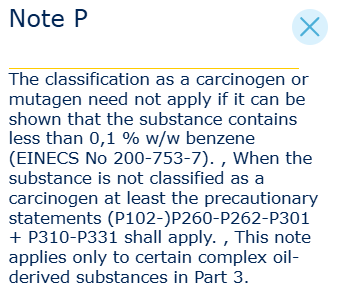 Note P
The classification as a carcinogen or
mutagen need not apply if it can be
shown that the substance contains
less than 0,1 % w/w benzene
(EINECS No 200-753-7). , When the
substance is not classified as a
carcinogen at least the precautionary
statements (P102-)P260-P262-P301
+ P310-P331 shall apply. , This note
applies only to certain complex oil-
derived substances in Part 3.